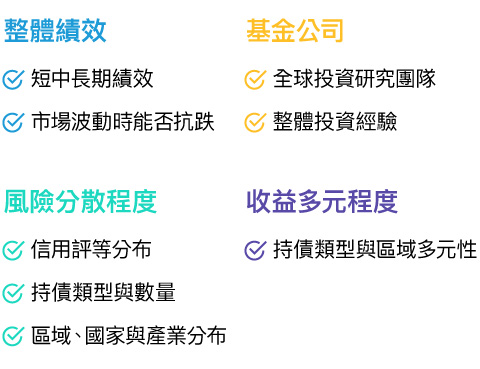 整體績效
短中長期績效
市場波動時能否抗跌
基金公司
全球投資研究團隊
整體投資經驗
風險分散程度
信用評等分布
持債類型與數量
區域、國家與產業分布
收益多元程度
持債類型與區域多元性